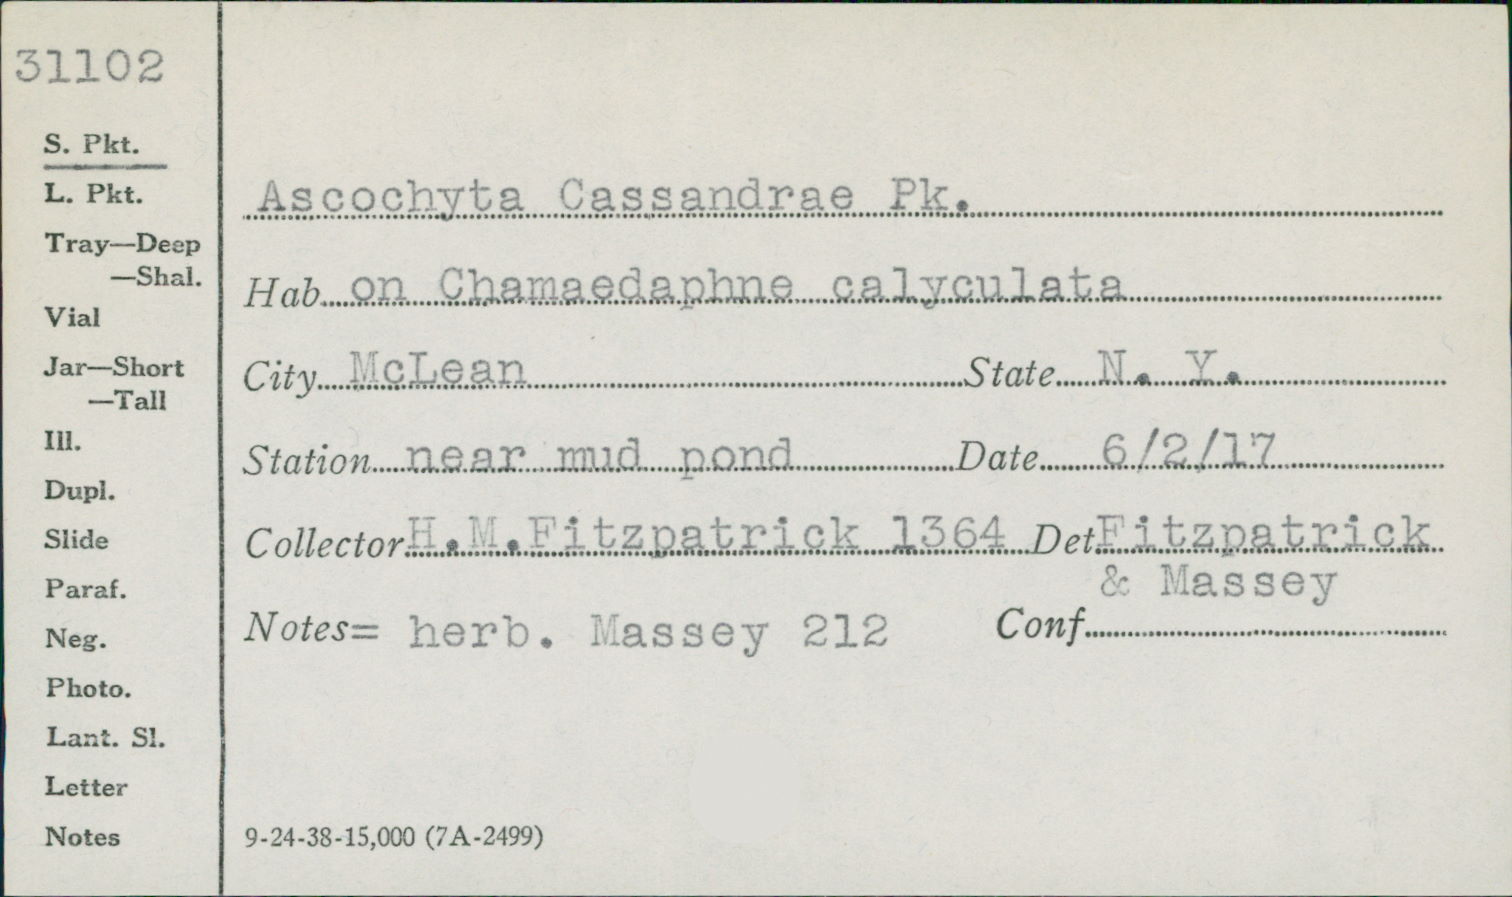 31102
S. Pkt.
L. Pkt.
Tray—Deep
—Shal.
Vial
Jar—Short
—Tall
Ill.
Dupl.
Slide
Paraf.
Neg.
Photo.
Lant. Sl.
Letter
Notes
Ascochyta Cassandrae Pk.
Hab. on Chamaedaphne calyculata
City McLean State N. Y.
Station near mud pond Date 6/2/17
Collector H.M.Fitzpatrick 1364 Det. Fitzpatrick
& Massey
Notes = herb. Massey 212 Conf.
9-24-38-15,000 (7A-2499)